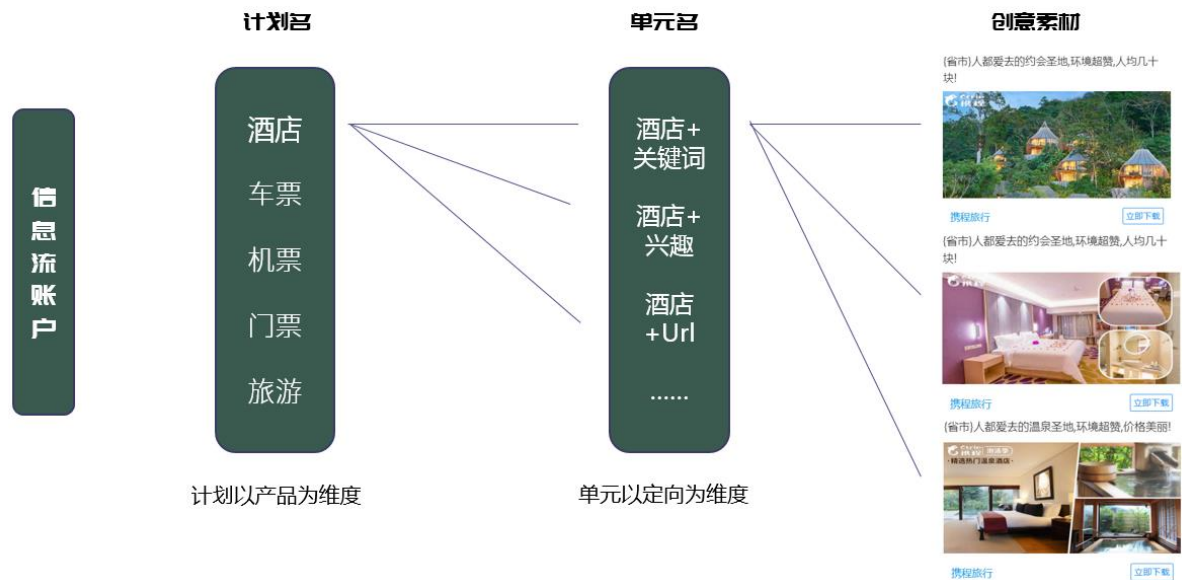 计划名
单元名
创意素材
信
息
流
账
户
酒店
车票
机票
门票
旅游
计划以产品为维度
酒店+
关键词
酒店+
兴趣
酒店
+Url
......
单元以定向为维度
(省市)人都爱去的约会圣地,环境超赞,人均几十
块!
携程
携程旅行
立即下载
(省市)人都爱去的约会圣地,环境超赞,人均几十
块!
携程
携程旅行
立即下载
(省市)人都爱去的温泉圣地,环境超赞,价格美丽!
携程
·精选热门温泉酒店·
携程旅行
立即下载